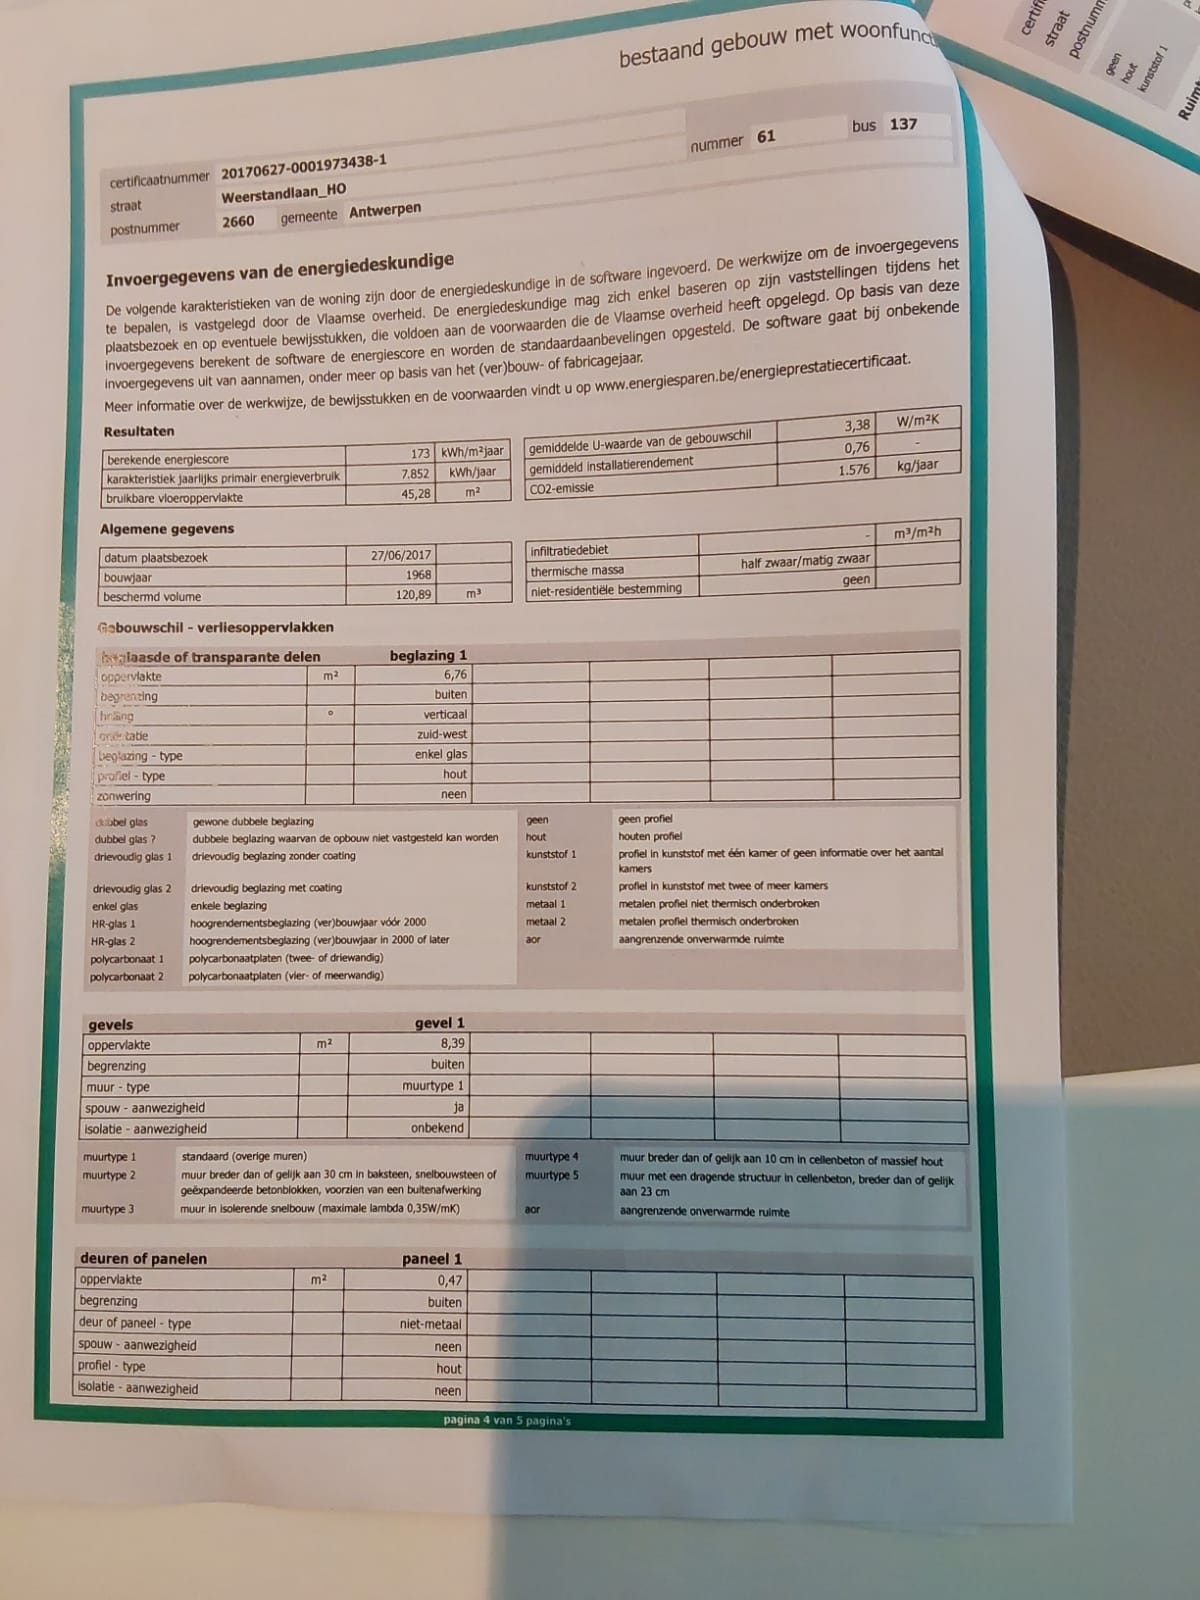 bestaand gebouw met woonfunct
certificaatnummer 20170627-0001973438-1
straat Weerstandlaan_HO nummer 61 bus 137
postnummer 2660 gemeente Antwerpen
Invoergegevens van de energiedeskundige
De volgende karakteristieken van de woning zijn door de energiedeskundige in de software ingevoerd. De werkwijze om de invoergegevens
te bepalen, is vastgelegd door de Vlaamse overheid. De energiedeskundige mag zich enkel baseren op zijn vaststellingen tijdens het
plaatsbezoek en op eventuele bewijsstukken, die voldoen aan de voorwaarden die de Vlaamse overheid heeft opgelegd. Op basis van deze
invoergegevens berekent de software de energiescore en worden de standaardaanbevelingen opgesteld. De software gaat bij onbekende
invoergegevens uit van aannamen, onder meer op basis van het (ver)bouw- of fabricagejaar.
Meer informatie over de werkwijze, de bewijsstukken en de voorwaarden vindt u op www.energiesparen.be/energieprestatiecertificaat.
Resultaten
berekende energiescore 173 kWh/m²jaar
karakteristiek jaarlijks primair energieverbruik 7.852 kWh/jaar
bruikbare vloeroppervlakte 45,28 m²
gemiddelde U-waarde van de gebouwschil 3,38 W/m²K
gemiddeld installatierendement 0,76 -
CO2-emissie 1.576 kg/jaar
Algemene gegevens
datum plaatsbezoek 27/06/2017
bouwjaar 1968
beschermd volume 120,89 m³
infiltratiedebiet - m³/m²h
thermische massa half zwaar/matig zwaar
niet-residentiële bestemming geen
Gebouwschil - verliesoppervlakken
beglaasde of transparante delen beglazing 1
oppervlakte m² 6,76
begrenzing buiten
helling ° verticaal
oriëntatie zuid-west
beglazing - type enkel glas
profiel - type hout
zonwering neen
dubbel glas gewone dubbele beglazing
dubbel glas ? dubbele beglazing waarvan de opbouw niet vastgesteld kan worden
drievoudig glas 1 drievoudig beglazing zonder coating
drievoudig glas 2 drievoudig beglazing met coating
enkel glas enkele beglazing
HR-glas 1 hoogrendementsbeglazing (ver)bouwjaar vóór 2000
HR-glas 2 hoogrendementsbeglazing (ver)bouwjaar in 2000 of later
polycarbonaat 1 polycarbonaatplaten (twee- of driewandig)
polycarbonaat 2 polycarbonaatplaten (vier- of meerwandig)
geen geen profiel
hout houten profiel
kunststof 1 profiel in kunststof met één kamer of geen informatie over het aantal
kamers
kunststof 2 profiel in kunststof met twee of meer kamers
metaal 1 metalen profiel niet thermisch onderbroken
metaal 2 metalen profiel thermisch onderbroken
aor aangrenzende onverwarmde ruimte
gevels gevel 1
oppervlakte m² 8,39
begrenzing buiten
muur - type muurtype 1
spouw - aanwezigheid ja
isolatie - aanwezigheid onbekend
muurtype 1 standaard (overige muren)
muurtype 2 muur breder dan of gelijk aan 30 cm in baksteen, snelbouwsteen of
geëxpandeerde betonblokken, voorzien van een buitenafwerking
muurtype 3 muur in isolerende snelbouw (maximale lambda 0,35W/mK)
muurtype 4 muur breder dan of gelijk aan 10 cm in cellenbeton of massief hout
muurtype 5 muur met een dragende structuur in cellenbeton, breder dan of gelijk
aan 23 cm
aor aangrenzende onverwarmde ruimte
deuren of panelen paneel 1
oppervlakte m² 0,47
begrenzing buiten
deur of paneel - type niet-metaal
spouw - aanwezigheid neen
profiel - type hout
isolatie - aanwezigheid neen
pagina 4 van 5 pagina's
straat
postnumm
geen
hout
kunststof 1